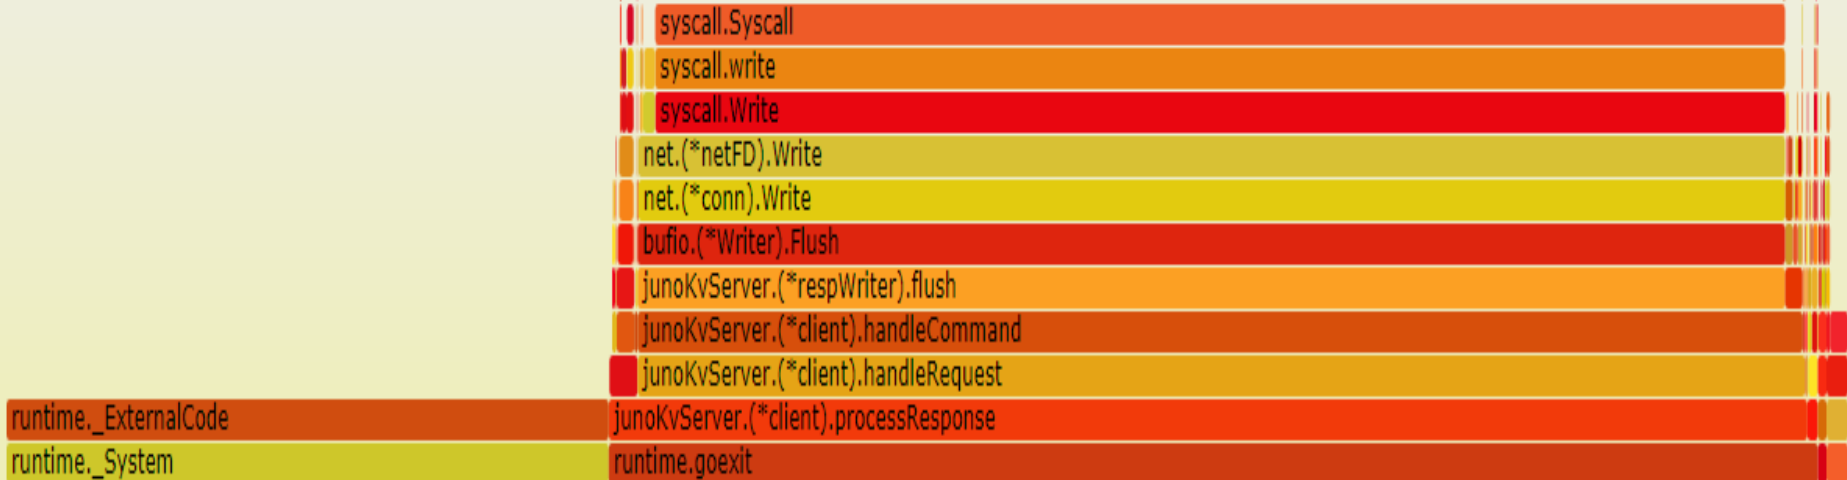 syscall.Syscall
syscall.write
syscall.Write
net.(*netFD).Write
net.(*conn).Write
bufio.(*Writer).Flush
junoKvServer.(*respWriter).flush
junoKvServer.(*client).handleCommand
junoKvServer.(*client).handleRequest
runtime._ExternalCode junoKvServer.(*client).processResponse
runtime._System runtime.goexit